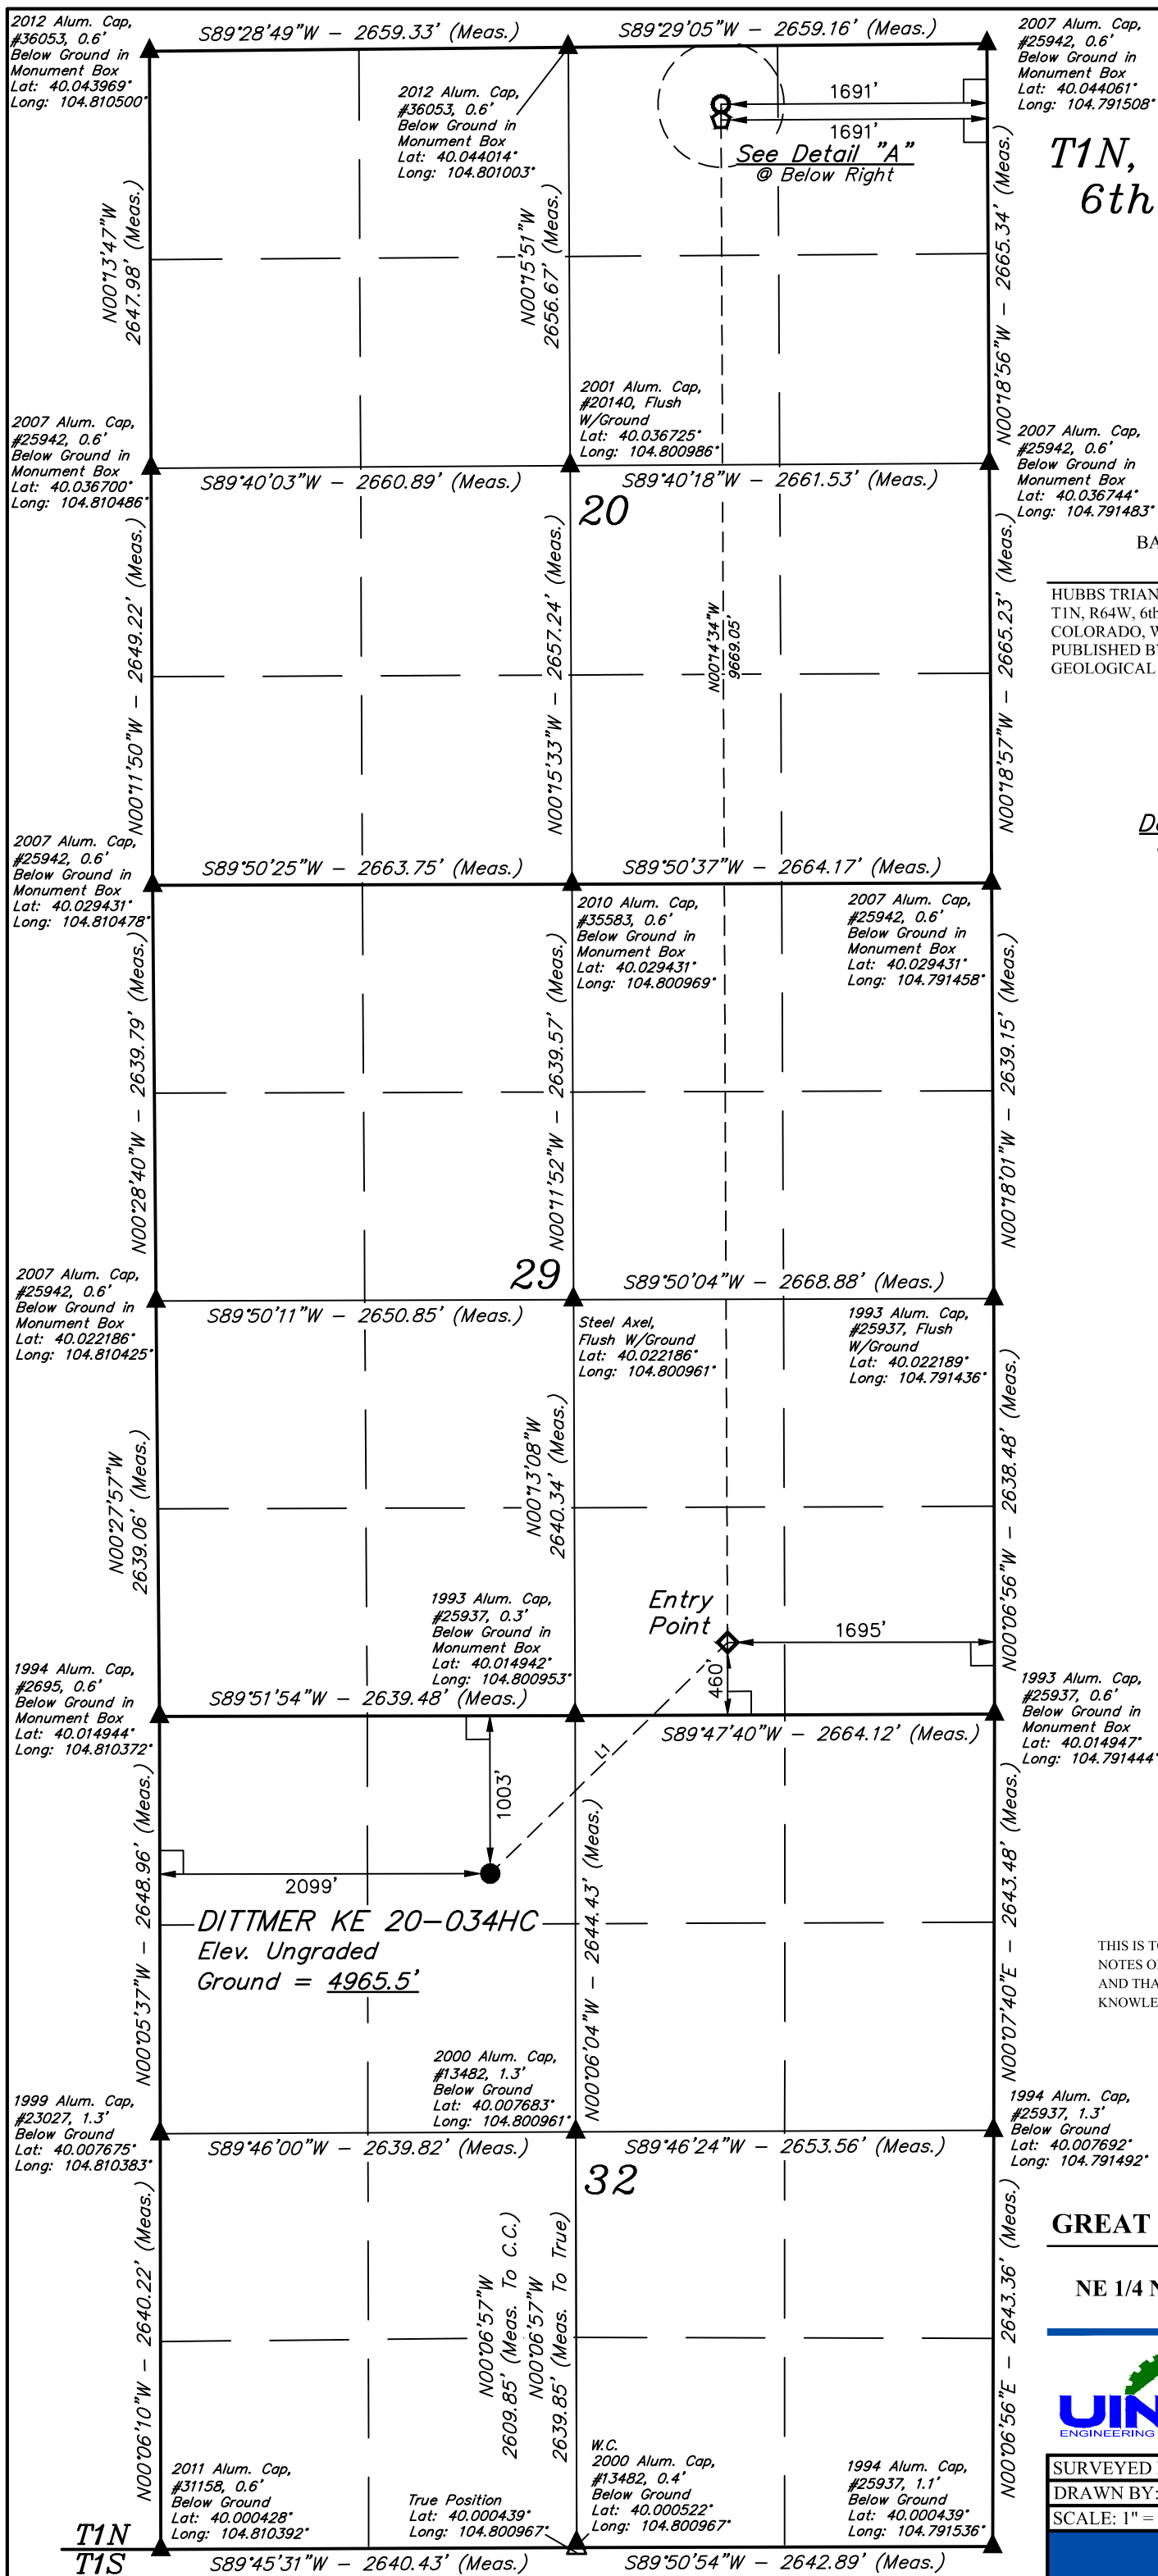 2012 Alum. Cap,
#36053, 0.6'
Below Ground in
Monument Box
Lat: 40.043969°
Long: 104.810500°
S89°28'49"W - 2659.33' (Meas.)
S89°29'05"W - 2659.16' (Meas.)
2007 Alum. Cap,
#25942, 0.6'
Below Ground in
Monument Box
Lat: 40.044061°
Long: 104.791508°
2012 Alum. Cap,
#36053, 0.6'
Below Ground in
Monument Box
Lat: 40.044014°
Long: 104.801003°
1691'
1691'
See Detail "A"
@ Below Right
T1N,
6th
N00°13'47"W
2647.98' (Meas.)
N00°15'51"W
2656.67' (Meas.)
N00°18'56"W - 2665.34' (Meas.)
2007 Alum. Cap,
#25942, 0.6'
Below Ground in
Monument Box
Lat: 40.036700°
Long: 104.810486°
2001 Alum. Cap,
#20140, Flush
W/Ground
Lat: 40.036725°
Long: 104.800986°
2007 Alum. Cap,
#25942, 0.6'
Below Ground in
Monument Box
Lat: 40.036744°
Long: 104.791483°
S89°40'03"W - 2660.89' (Meas.)
S89°40'18"W - 2661.53' (Meas.)
20
BA
HUBBS TRIAN
T1N, R64W, 6th
COLORADO, W
PUBLISHED BY
GEOLOGICAL
N00°11'50"W - 2649.22' (Meas.)
N00°15'33"W - 2657.24' (Meas.)
N00°14'34"W
9669.05'
N00°18'57"W - 2665.23' (Meas.)
De
2007 Alum. Cap,
#25942, 0.6'
Below Ground in
Monument Box
Lat: 40.029431°
Long: 104.810478°
S89°50'25"W - 2663.75' (Meas.)
S89°50'37"W - 2664.17' (Meas.)
2010 Alum. Cap,
#35583, 0.6'
Below Ground in
Monument Box
Lat: 40.029431°
Long: 104.800969°
2007 Alum. Cap,
#25942, 0.6'
Below Ground in
Monument Box
Lat: 40.029431°
Long: 104.791458°
N00°28'40"W - 2639.79' (Meas.)
N00°11'52"W - 2639.57' (Meas.)
N00°18'01"W - 2639.15' (Meas.)
29
2007 Alum. Cap,
#25942, 0.6'
Below Ground in
Monument Box
Lat: 40.022186°
Long: 104.810425°
S89°50'11"W - 2650.85' (Meas.)
S89°50'04"W - 2668.88' (Meas.)
Steel Axel,
Flush W/Ground
Lat: 40.022186°
Long: 104.800961°
1993 Alum. Cap,
#25937, Flush
W/Ground
Lat: 40.022189°
Long: 104.791436°
N00°27'57"W
2639.06' (Meas.)
N00°13'08"W
2640.34' (Meas.)
N00°06'56"W - 2638.48' (Meas.)
Entry
Point
1695'
460'
1993 Alum. Cap,
#25937, 0.3'
Below Ground in
Monument Box
Lat: 40.014942°
Long: 104.800953°
1994 Alum. Cap,
#2695, 0.6'
Below Ground in
Monument Box
Lat: 40.014944°
Long: 104.810372°
1993 Alum. Cap,
#25937, 0.6'
Below Ground in
Monument Box
Lat: 40.014947°
Long: 104.791444°
S89°51'54"W - 2639.48' (Meas.)
S89°47'40"W - 2664.12' (Meas.)
L1
1003'
2099'
DITTMER KE 20-034HC
Elev. Ungraded
Ground = 4965.5'
N00°05'37"W - 2648.96' (Meas.)
N00°06'04"W - 2644.43' (Meas.)
N00°07'40"E - 2643.48' (Meas.)
THIS IS TO
NOTES OF
AND THA
KNOWLE
2000 Alum. Cap,
#13482, 1.3'
Below Ground
Lat: 40.007683°
Long: 104.800961°
1999 Alum. Cap,
#23027, 1.3'
Below Ground
Lat: 40.007675°
Long: 104.810383°
1994 Alum. Cap,
#25937, 1.3'
Below Ground
Lat: 40.007692°
Long: 104.791492°
S89°46'00"W - 2639.82' (Meas.)
S89°46'24"W - 2653.56' (Meas.)
32
N00°06'10"W - 2640.22' (Meas.)
N00°06'57"W
2609.85' (Meas. To C.C.)
N00°06'57"W
2639.85' (Meas. To True)
N00°06'56"E - 2643.36' (Meas.)
GREAT
NE 1/4 N
UIN
ENGINEERING
SURVEYED
DRAWN BY:
SCALE: 1" =
2011 Alum. Cap,
#31158, 0.6'
Below Ground
Lat: 40.000428°
Long: 104.810392°
True Position
Lat: 40.000439°
Long: 104.800967°
W.C.
2000 Alum. Cap,
#13482, 0.4'
Below Ground
Lat: 40.000522°
Long: 104.800967°
1994 Alum. Cap,
#25937, 1.1'
Below Ground
Lat: 40.000439°
Long: 104.791536°
T1N
T1S
S89°45'31"W - 2640.43' (Meas.)
S89°50'54"W - 2642.89' (Meas.)